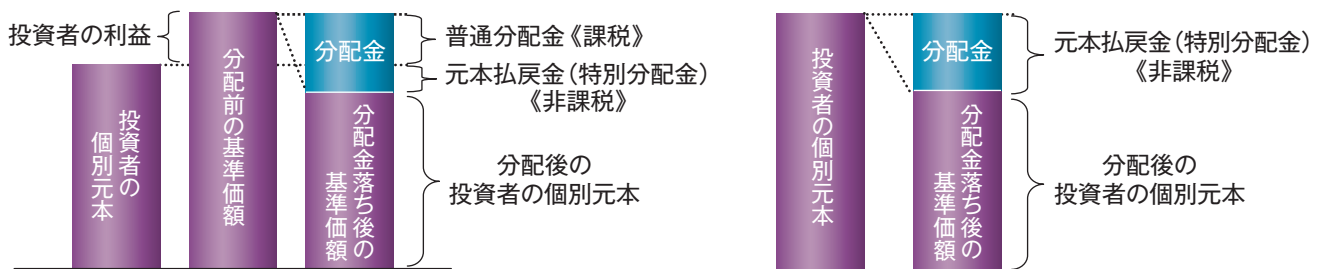 投資者の利益
投資者の
個別元本
分配前の基準価額
分配金
分配金落ち後の
基準価額
普通分配金《課税》
元本払戻金(特別分配金)
《非課税》
分配後の
投資者の個別元本
投資者の個別元本
分配金
分配金落ち後の
基準価額
元本払戻金(特別分配金)
《非課税》
分配後の
投資者の個別元本